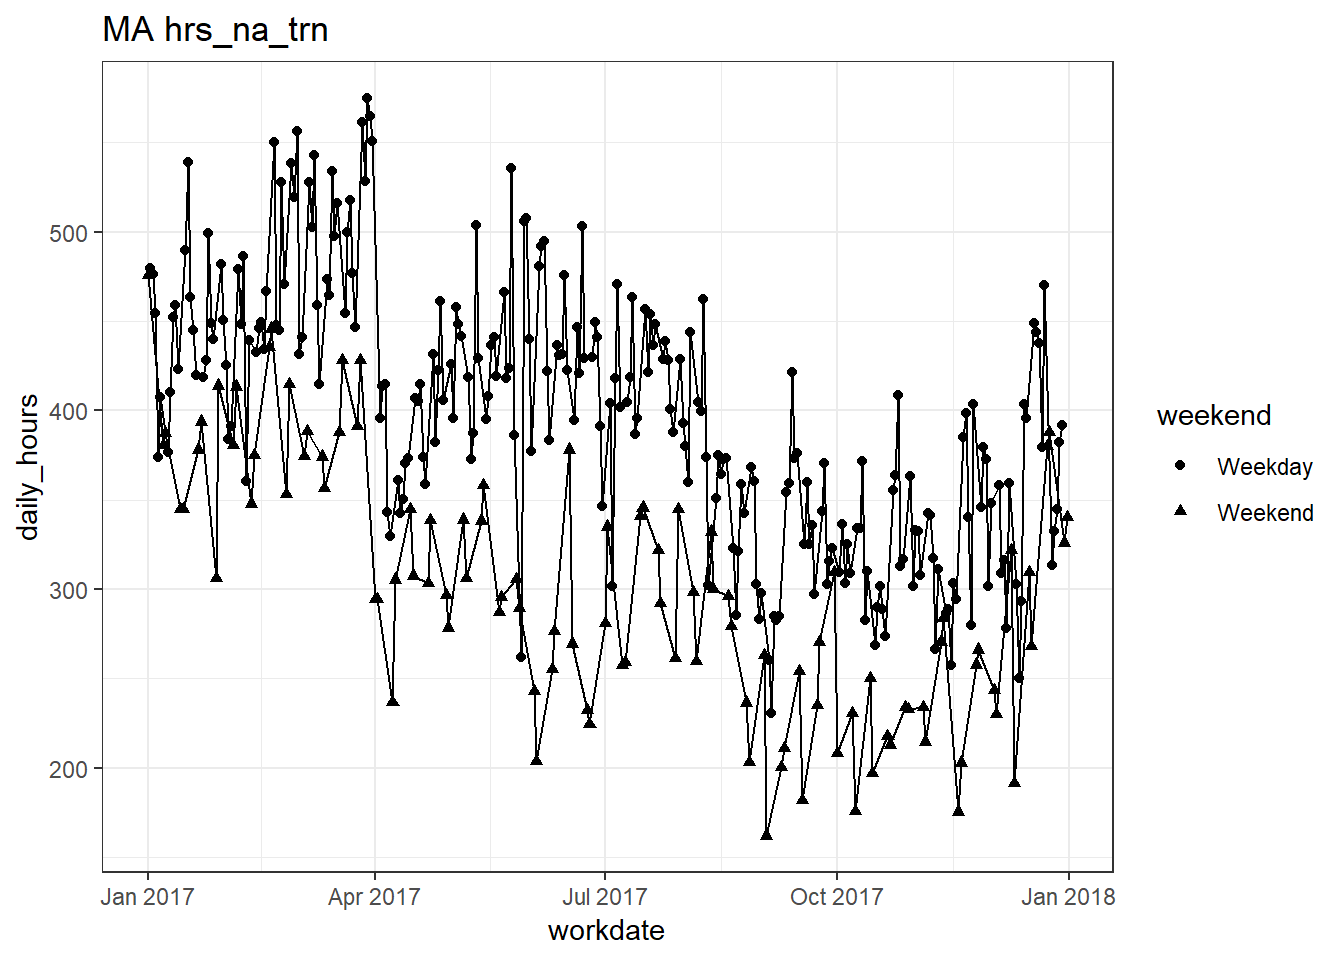 MA hrs_na_trn
daily_hours
500
400
300
200
Jan 2017
Apr 2017
Jul 2017
Oct 2017
Jan 2018
workdate
weekend
Weekday
Weekend